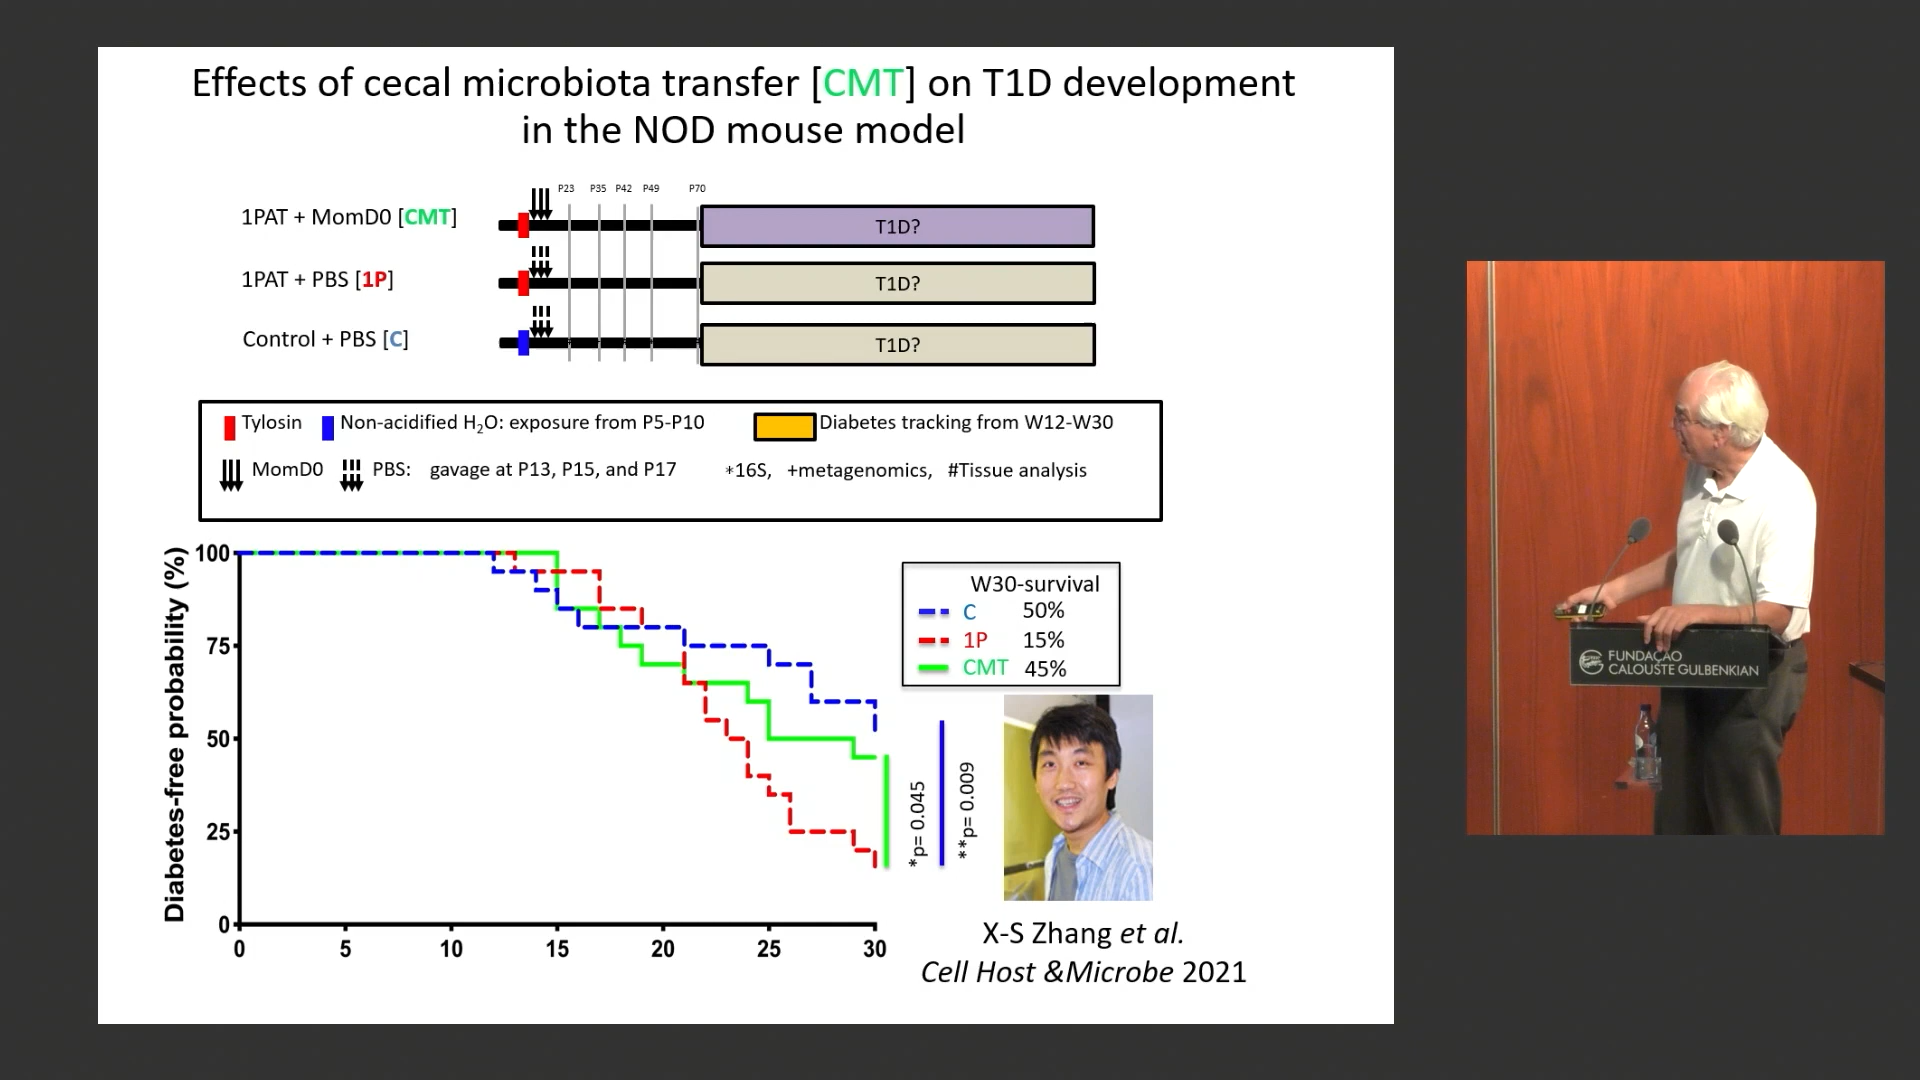 Effects of cecal microbiota transfer [CMT] on T1D development
in the NOD mouse model
P23 P35 P42 P49 P70
1PAT + MomD0 [CMT]
T1D?
1PAT + PBS [1P]
T1D?
Control + PBS [C]
T1D?
Tylosin Non-acidified H₂O: exposure from P5-P10 Diabetes tracking from W12-W30
MomD0 PBS: gavage at P13, P15, and P17 *16S, +metagenomics, #Tissue analysis
Diabetes-free probability (%)
100
75
50
25
0
0 5 10 15 20 25 30
W30-survival
C 50%
1P 15%
CMT 45%
*p= 0.045
**p= 0.009
X-S Zhang et al.
Cell Host &Microbe 2021
FUNDAÇÃO
CALOUSTE GULBENKIAN